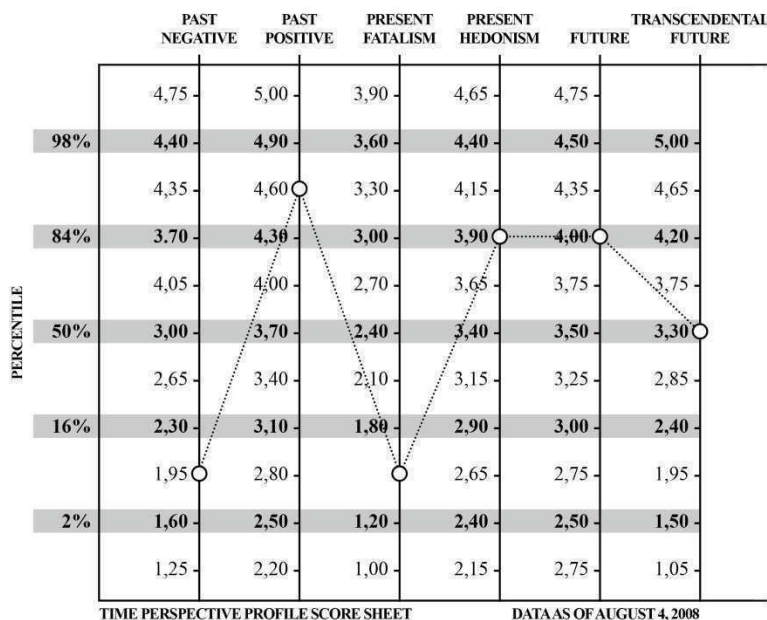 PAST NEGATIVE PAST POSITIVE PRESENT FATALISM PRESENT HEDONISM FUTURE TRANSCENDENTAL FUTURE
4,75 5,00 3,90 4,65 4,75
98% 4,40 4,90 3,60 4,40 4,50 5,00
4,35 4,60 3,30 4,15 4,35 4,65
84% 3.70 4,30 3,00 3,90 4,00 4,20
4,05 4,00 2,70 3,65 3,75 3,75
PERCENTILE
50% 3,00 3,70 2,40 3,40 3,50 3,30
2,65 3,40 2,10 3,15 3,25 2,85
16% 2,30 3,10 1,80 2,90 3,00 2,40
1,95 2,80 2,65 2,75 1,95
2% 1,60 2,50 1,20 2,40 2,50 1,50
1,25 2,20 1,00 2,15 2,75 1,05
TIME PERSPECTIVE PROFILE SCORE SHEET DATA AS OF AUGUST 4, 2008